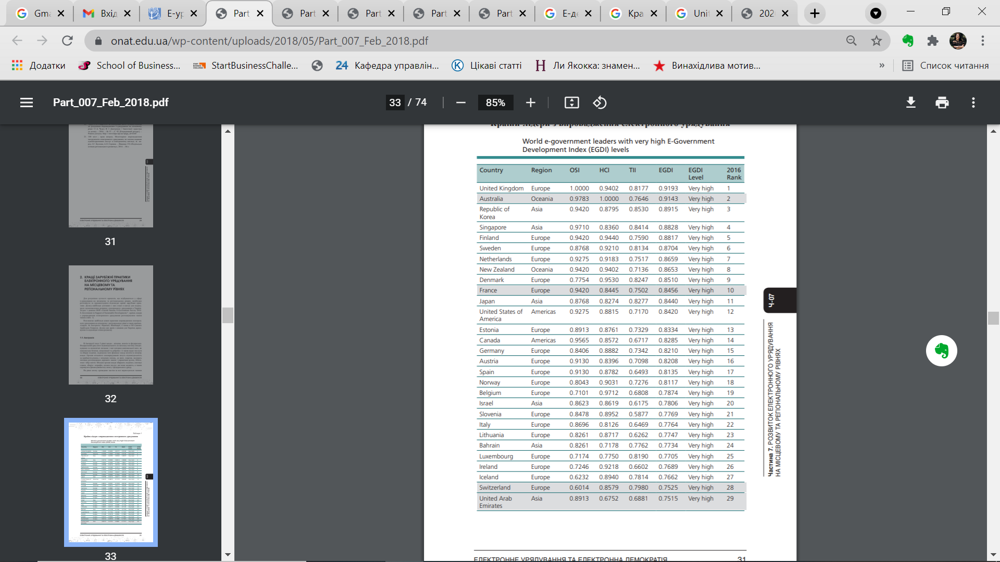 Gma
Вхід
Е-ур
Part
Part
Part
Part
Part
Е-де
Кра
Unit
202
onat.edu.ua/wp-content/uploads/2018/05/Part_007_Feb_2018.pdf
Додатки
School of Business...
StartBusinessChalle...
24 Кафедра управлін...
Цікаві статті
Ли Якокка: знамен...
Винахідлива мотив...
»
Список читання
Part_007_Feb_2018.pdf
33 / 74
85%
31
2. КРАЩІ ЗАРУБІЖНІ ПРАКТИКИ
ЕЛЕКТРОННОГО УРЯДУВАННЯ
НА МІСЦЕВОМУ ТА
РЕГІОНАЛЬНОМУ РІВНЯХ
32
33
Країни-лідери з впровадження електронного урядування
World e-government leaders with very high E-Government
Development Index (EGDI) levels
Country Region OSI HCI TII EGDI EGDI Level 2016 Rank
United Kingdom Europe 1.0000 0.9402 0.8177 0.9193 Very high 1
Australia Oceania 0.9783 1.0000 0.7646 0.9143 Very high 2
Republic of Korea Asia 0.9420 0.8795 0.8530 0.8915 Very high 3
Singapore Asia 0.9710 0.8360 0.8414 0.8828 Very high 4
Finland Europe 0.9420 0.9440 0.7590 0.8817 Very high 5
Sweden Europe 0.8768 0.9210 0.8134 0.8704 Very high 6
Netherlands Europe 0.9275 0.9183 0.7517 0.8659 Very high 7
New Zealand Oceania 0.9420 0.9402 0.7136 0.8653 Very high 8
Denmark Europe 0.7754 0.9530 0.8247 0.8510 Very high 9
France Europe 0.9420 0.8445 0.7502 0.8456 Very high 10
Japan Asia 0.8768 0.8274 0.8277 0.8440 Very high 11
United States of America Americas 0.9275 0.8815 0.7170 0.8420 Very high 12
Estonia Europe 0.8913 0.8761 0.7329 0.8334 Very high 13
Canada Americas 0.9565 0.8572 0.6717 0.8285 Very high 14
Germany Europe 0.8406 0.8882 0.7342 0.8210 Very high 15
Austria Europe 0.9130 0.8396 0.7098 0.8208 Very high 16
Spain Europe 0.9130 0.8782 0.6493 0.8135 Very high 17
Norway Europe 0.8043 0.9031 0.7276 0.8117 Very high 18
Belgium Europe 0.7101 0.9712 0.6808 0.7874 Very high 19
Israel Asia 0.8623 0.8619 0.6175 0.7806 Very high 20
Slovenia Europe 0.8478 0.8952 0.5877 0.7769 Very high 21
Italy Europe 0.8696 0.8126 0.6469 0.7764 Very high 22
Lithuania Europe 0.8261 0.8717 0.6262 0.7747 Very high 23
Bahrain Asia 0.8261 0.7178 0.7762 0.7734 Very high 24
Luxembourg Europe 0.7174 0.7750 0.8190 0.7705 Very high 25
Ireland Europe 0.7246 0.9218 0.6602 0.7689 Very high 26
Iceland Europe 0.6232 0.8940 0.7814 0.7662 Very high 27
Switzerland Europe 0.6014 0.8579 0.7980 0.7525 Very high 28
United Arab Emirates Asia 0.8913 0.6752 0.6881 0.7515 Very high 29
Ч-07
Частина 7. РОЗВИТОК ЕЛЕКТРОННОГО УРЯДУВАННЯ
НА МІСЦЕВОМУ ТА РЕГІОНАЛЬНОМУ РІВНЯХ
ЕЛЕКТРОННЕ УРЯДУВАННЯ ТА ЕЛЕКТРОННА ДЕМОКРАТІЯ 31